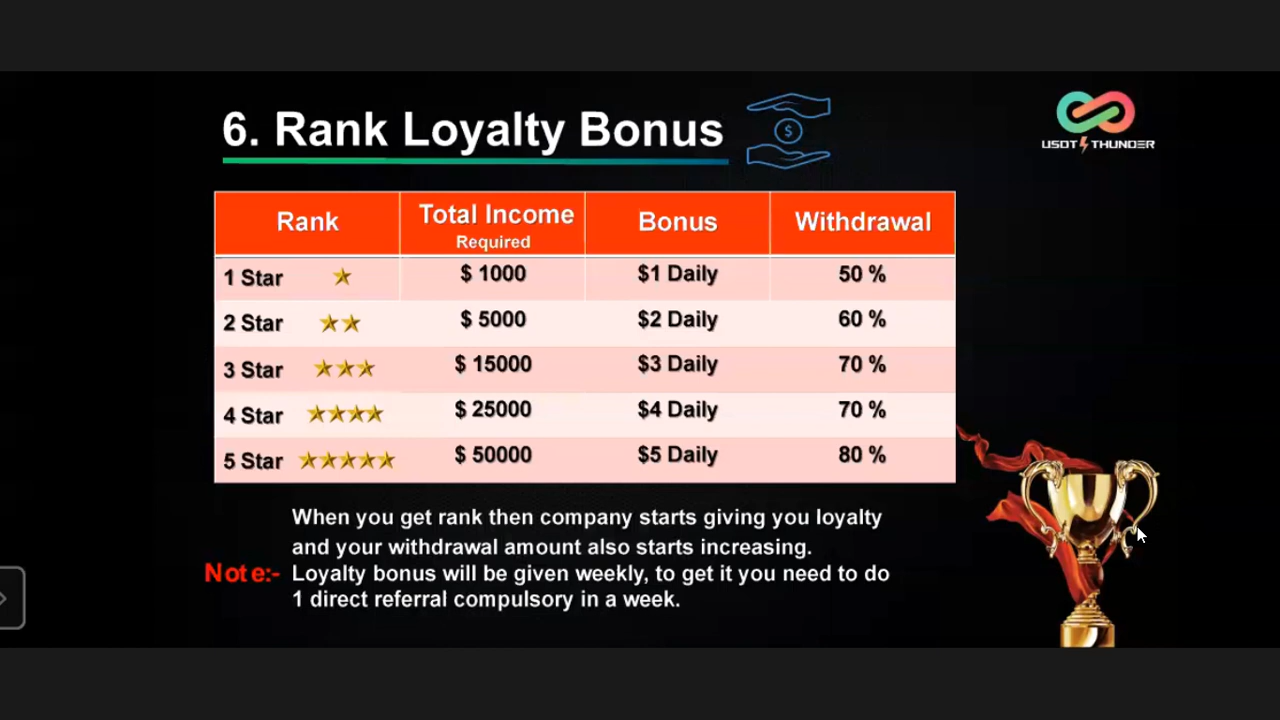 6. Rank Loyalty Bonus
$
USDT THUNDER
Rank Total Income Required Bonus Withdrawal
1 Star $ 1000 $1 Daily 50 %
2 Star $ 5000 $2 Daily 60 %
3 Star $ 15000 $3 Daily 70 %
4 Star $ 25000 $4 Daily 70 %
5 Star $ 50000 $5 Daily 80 %
When you get rank then company starts giving you loyalty
and your withdrawal amount also starts increasing.
Note:- Loyalty bonus will be given weekly, to get it you need to do
1 direct referral compulsory in a week.